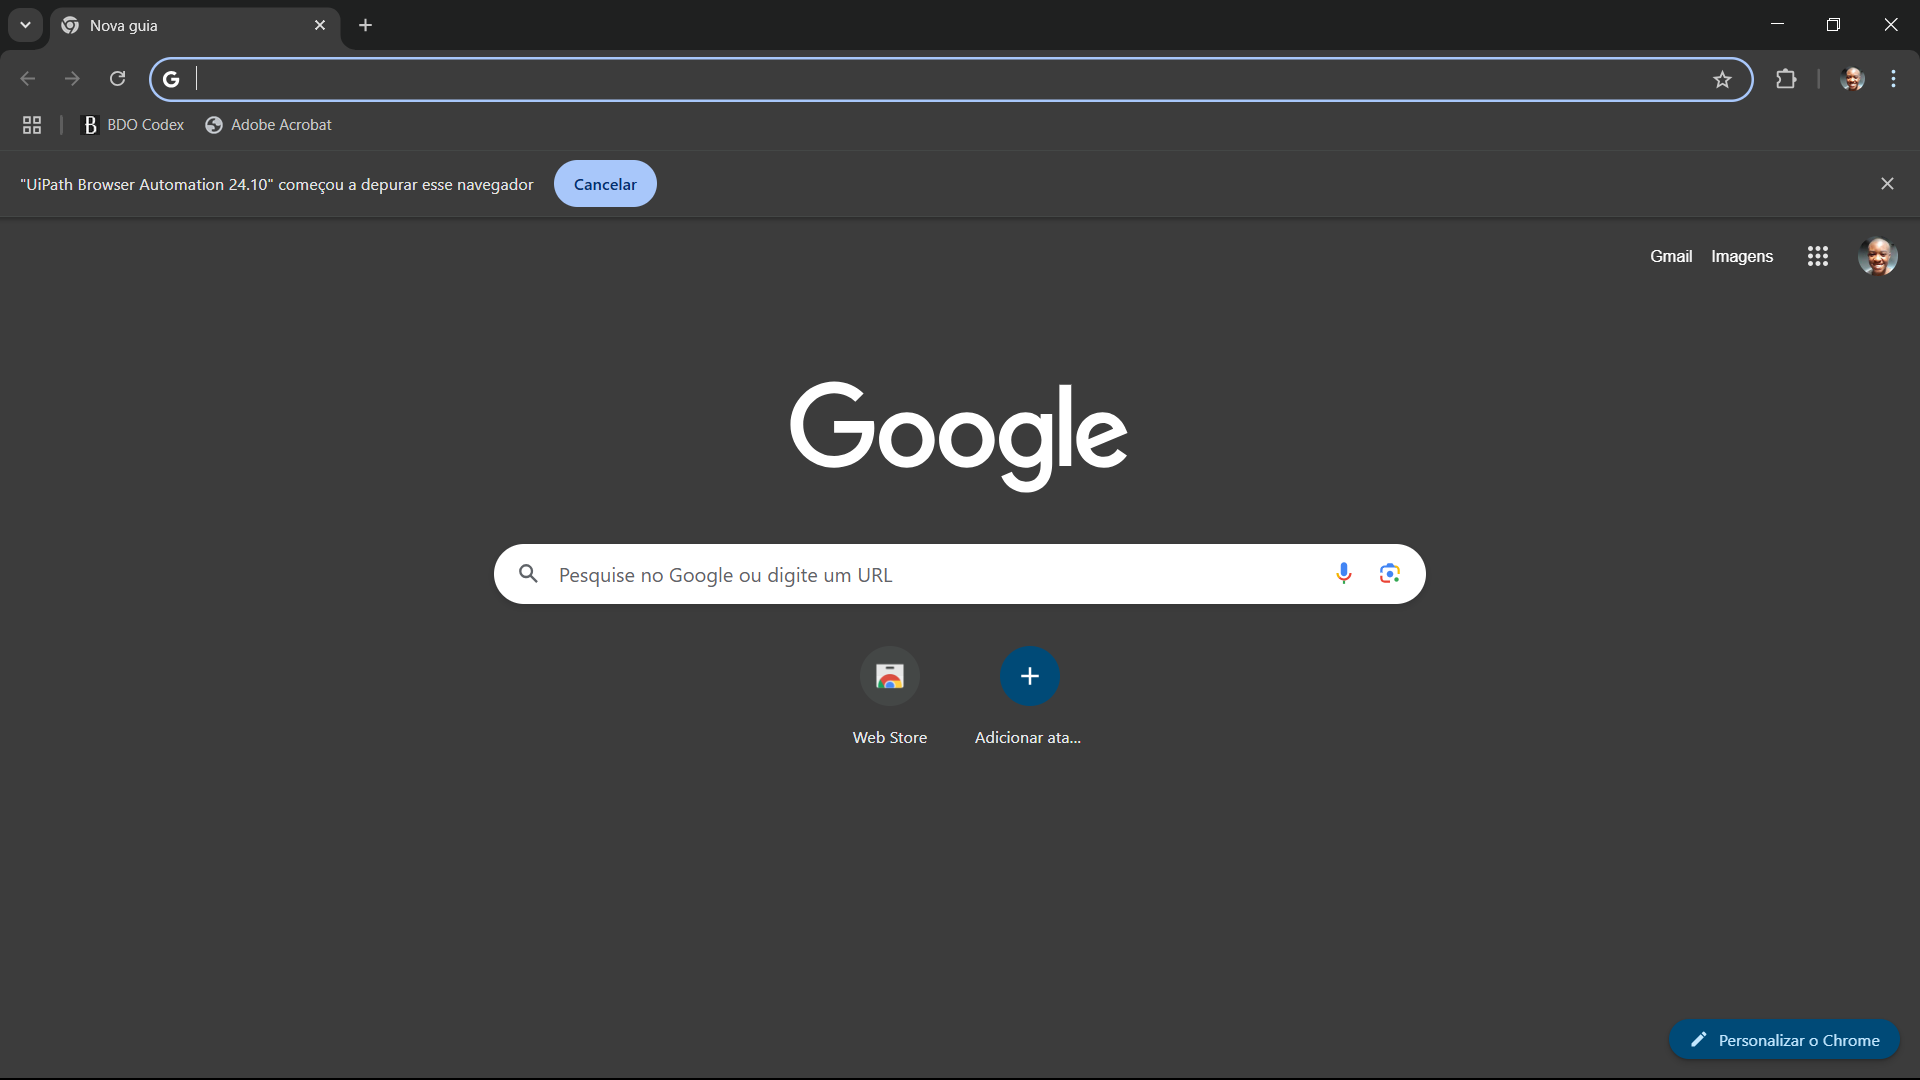 Nova guia
BDO Codex
Adobe Acrobat
"UiPath Browser Automation 24.10" começou a depurar esse navegador
Cancelar
Gmail
Imagens
Google
Pesquise no Google ou digite um URL
Web Store
Adicionar ata...
Personalizar o Chrome